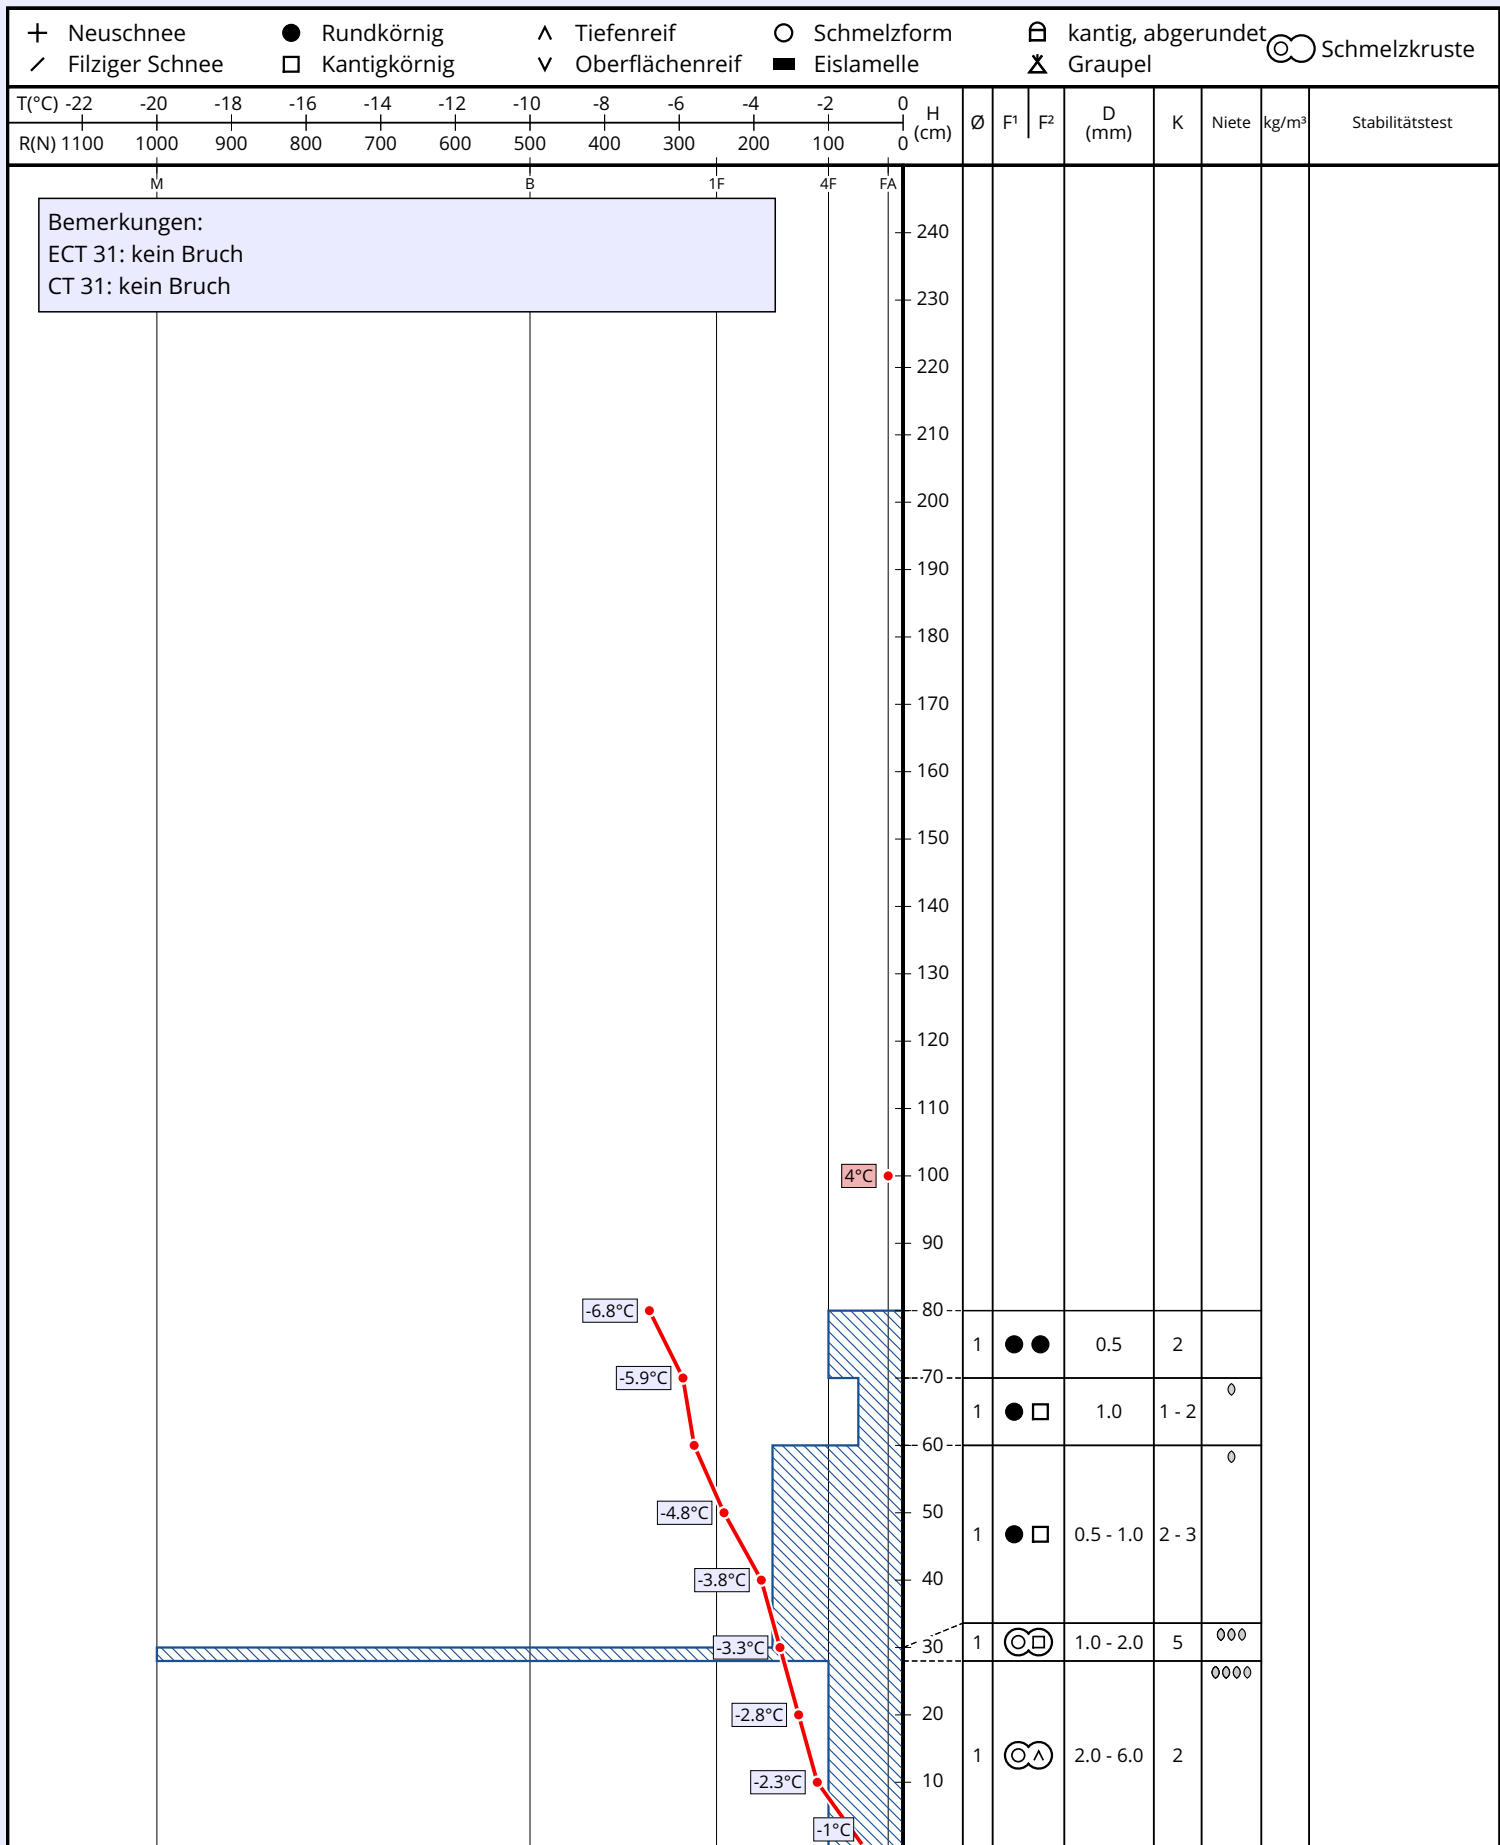 Neuschnee Rundkörnig Tiefenreif Schmelzform kantig, abgerundet Schmelzkruste
Filziger Schnee Kantigkörnig Oberflächenreif Eislamelle Graupel
T(°C) -22 -20 -18 -16 -14 -12 -10 -8 -6 -4 -2 0
R(N) 1100 1000 900 800 700 600 500 400 300 200 100 0
H (cm) Ø F¹ F² D (mm) K Niete kg/m³ Stabilitätstest
M B 1F 4F FA
Bemerkungen:
ECT 31: kein Bruch
CT 31: kein Bruch
240
230
220
210
200
190
180
170
160
150
140
130
120
110
4°C 100
90
-6.8°C 80
1 0.5 2
-5.9°C 70
1 1.0 1 - 2
60
-4.8°C 50
1 0.5 - 1.0 2 - 3
-3.8°C 40
-3.3°C 30 1 1.0 - 2.0 5
-2.8°C 20
1 2.0 - 6.0 2
-2.3°C 10
-1°C